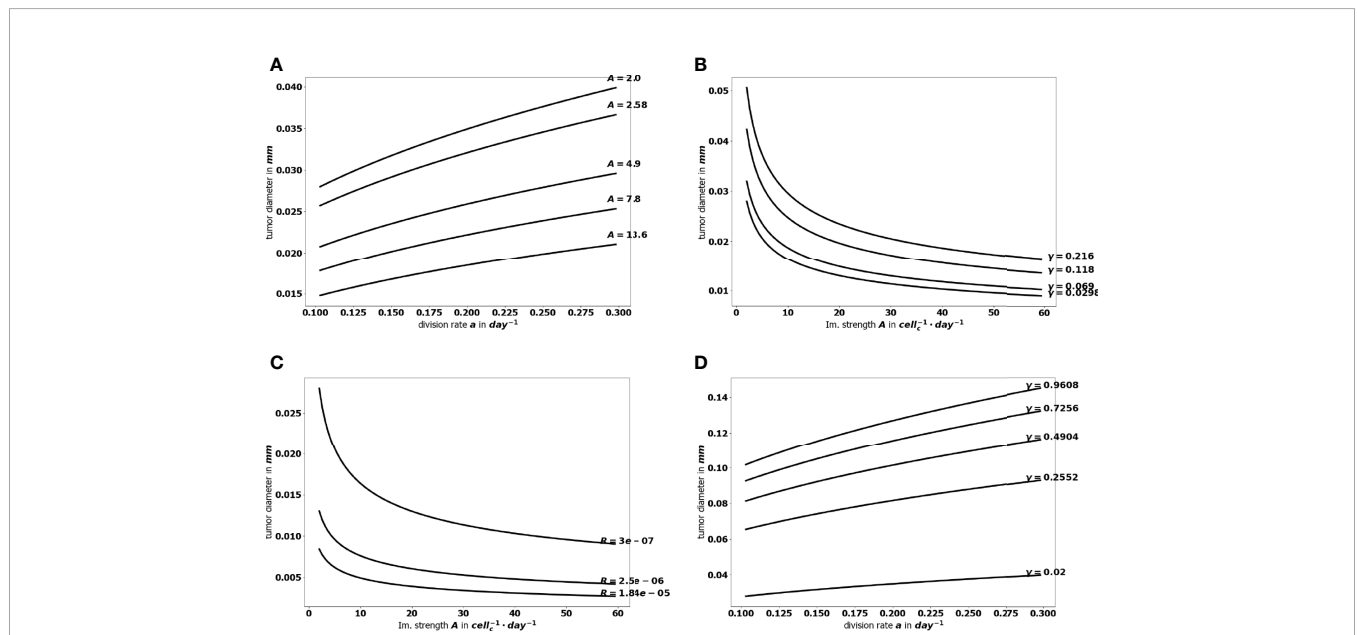 A
B
tumor diameter in mm
0.040
0.035
0.030
0.025
0.020
0.015
A = 2.0
A = 2.58
A = 4.9
A = 7.8
A = 13.6
0.100 0.125 0.150 0.175 0.200 0.225 0.250 0.275 0.300
division rate a in day⁻¹
tumor diameter in mm
0.05
0.04
0.03
0.02
0.01
γ = 0.216
γ = 0.118
γ = 0.069
γ = 0.0298
0 10 20 30 40 50 60
Im. strength A in cell_c⁻¹ · day⁻¹
C
D
tumor diameter in mm
0.025
0.020
0.015
0.010
0.005
R = 3e − 07
R = 2.5e − 06
R = 1.84e − 05
0 10 20 30 40 50 60
Im. strength A in cell_c⁻¹ · day⁻¹
tumor diameter in mm
0.14
0.12
0.10
0.08
0.06
0.04
γ = 0.9608
γ = 0.7256
γ = 0.4904
γ = 0.2552
γ = 0.02
0.100 0.125 0.150 0.175 0.200 0.225 0.250 0.275 0.300
division rate a in day⁻¹